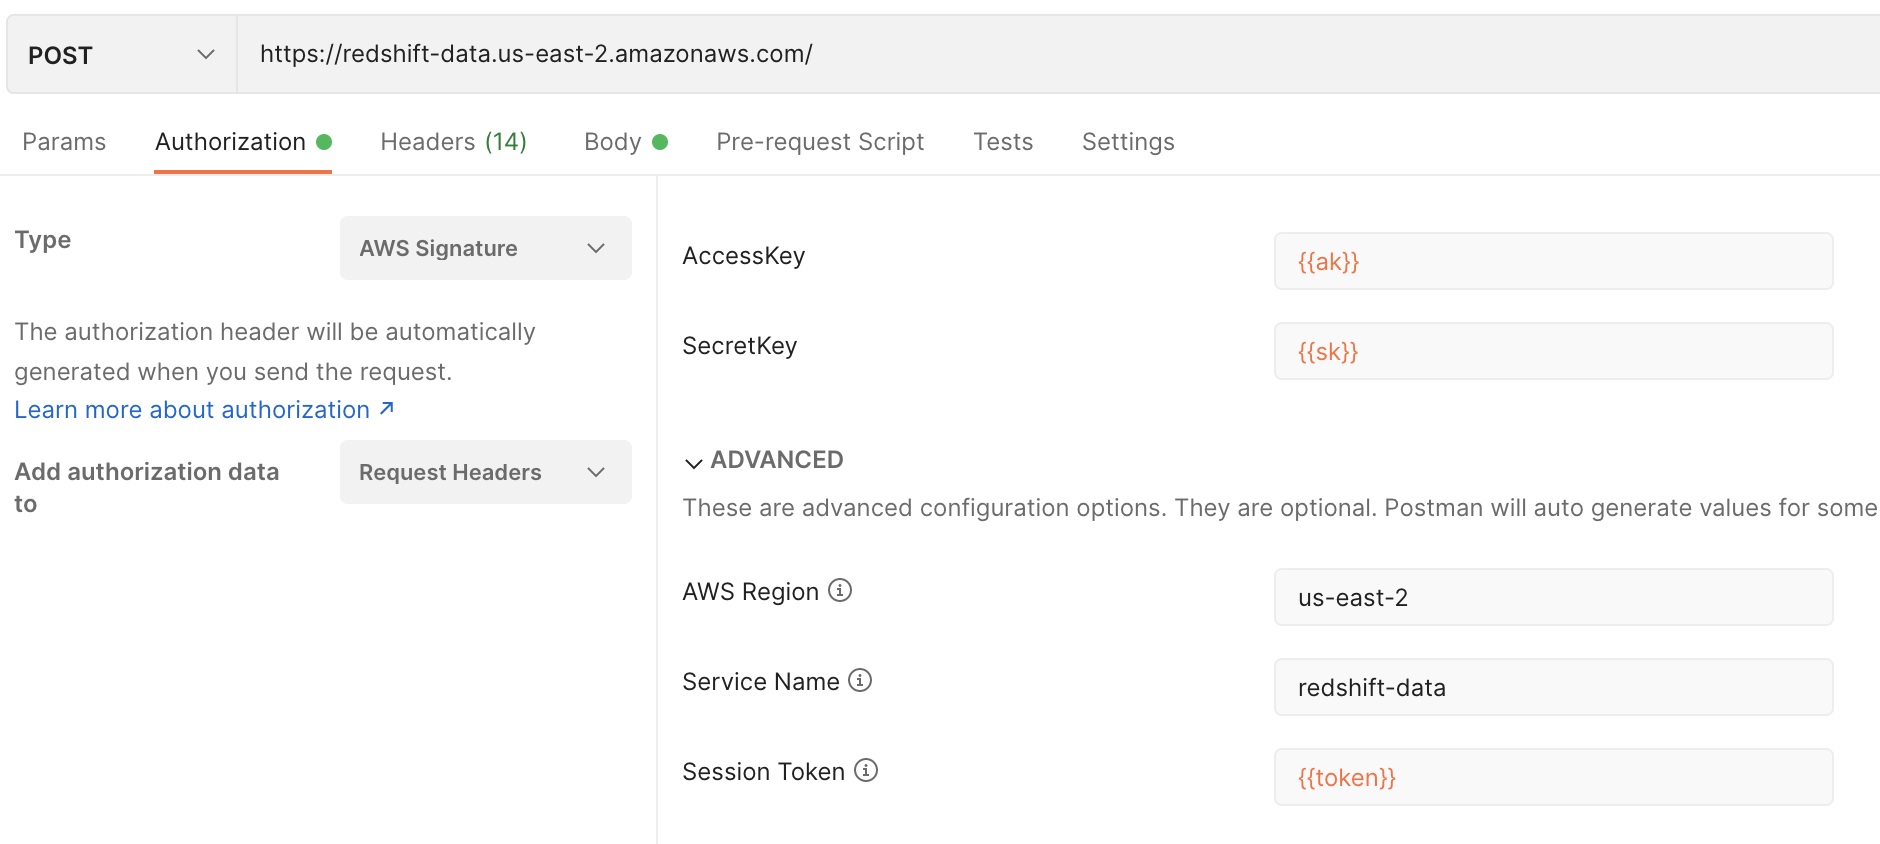 POST https://redshift-data.us-east-2.amazonaws.com/
Params Authorization Headers (14) Body Pre-request Script Tests Settings
Type AWS Signature
The authorization header will be automatically
generated when you send the request.
Learn more about authorization ↗
Add authorization data
to
Request Headers
AccessKey {{ak}}
SecretKey {{sk}}
ADVANCED
These are advanced configuration options. They are optional. Postman will auto generate values for some
AWS Region us-east-2
Service Name redshift-data
Session Token {{token}}